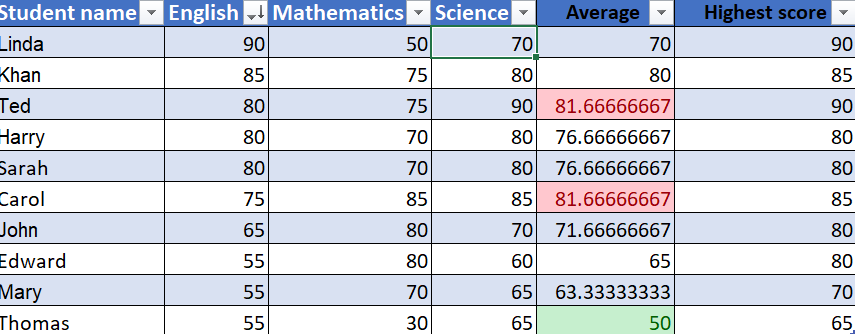 Student name English Mathematics Science Average Highest score
Linda 90 50 70 70 90
Khan 85 75 80 80 85
Ted 80 75 90 81.66666667 90
Harry 80 70 80 76.66666667 80
Sarah 80 70 80 76.66666667 80
Carol 75 85 85 81.66666667 85
John 65 80 70 71.66666667 80
Edward 55 80 60 65 80
Mary 55 70 65 63.33333333 70
Thomas 55 30 65 50 65